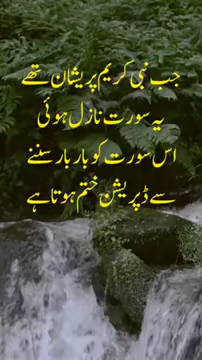 جب نبی کریم پریشان تھے
یہ سورت نازل ہوئی
اس سورت کو بار بار سننے
سے ڈپریشن ختم ہوتا ہے